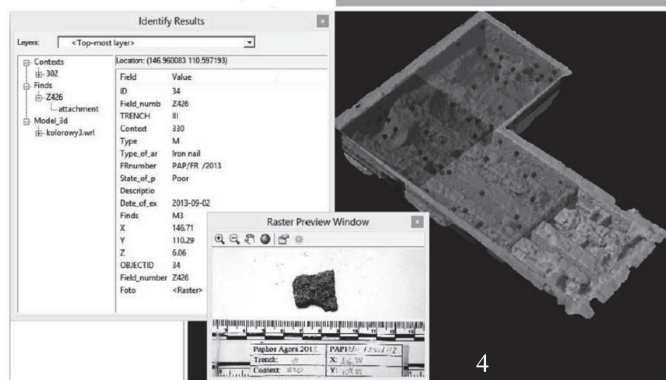 Identify Results
Layers: <Top-most layer>
Contexts
302
Finds
Z426
attachment
Model_3d
kolorowy3.wrl
Location: (146.960083 110.597193)
Field Value
ID 34
Field_numb Z426
TRENCH III
Context 330
Type M
Type_of_ar Iron nail
FRnumber PAP/FR /2013
State_of_p Poor
Descriptio
Date_of_ex 2013-09-02
Finds M3
X 146.71
Y 110.29
Z 6.06
OBJECTID 34
Field_number Z426
Foto <Raster>
Raster Preview Window
Paphos Agora
Trench:
X:
Context:
Y:
4